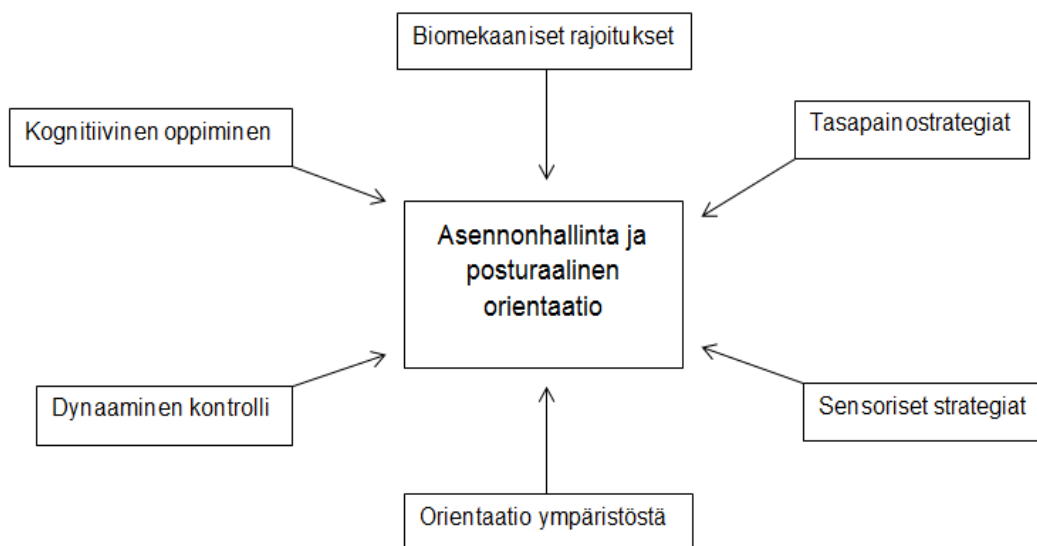 Biomekaaniset rajoitukset
Kognitiivinen oppiminen
Tasapainostrategiat
Asennonhallinta ja
posturaalinen
orientaatio
Dynaaminen kontrolli
Sensoriset strategiat
Orientaatio ympäristöstä